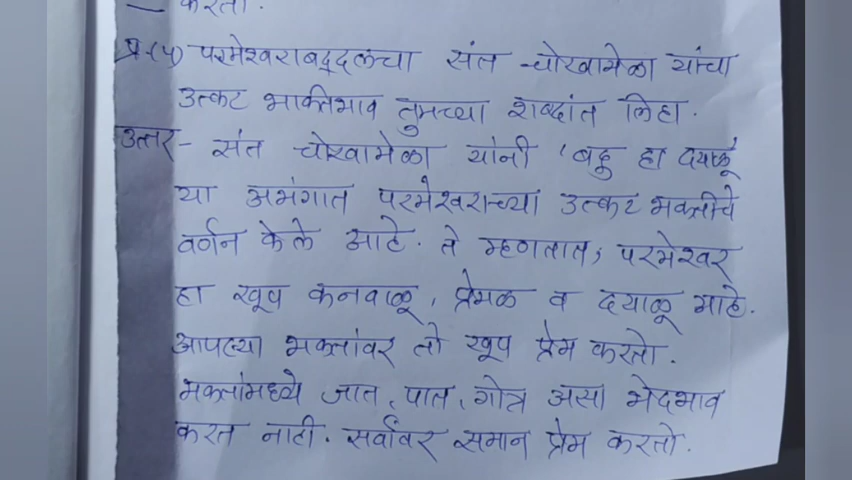 – करतो.
प्र-(५) परमेश्वराबद्दलचा संत चोखामेळा यांचा
उत्कट भाक्तिभाव तुमच्या शब्दांत लिहा.
उत्तर – संत चोखामेळा यांनी 'बहु हा दयाळू
या अभंगात परमेश्वराच्या उत्कट भक्तीचे
वर्णन केले आहे. ते म्हणतात, परमेश्वर
हा खूप कनवाळू, प्रेमळ व दयाळू आहे.
आपल्या भक्तांवर तो खूप प्रेम करतो.
भक्तांमध्ये जात, पात, गोत्र असा भेदभाव
करत नाही. सर्वांवर समान प्रेम करतो.